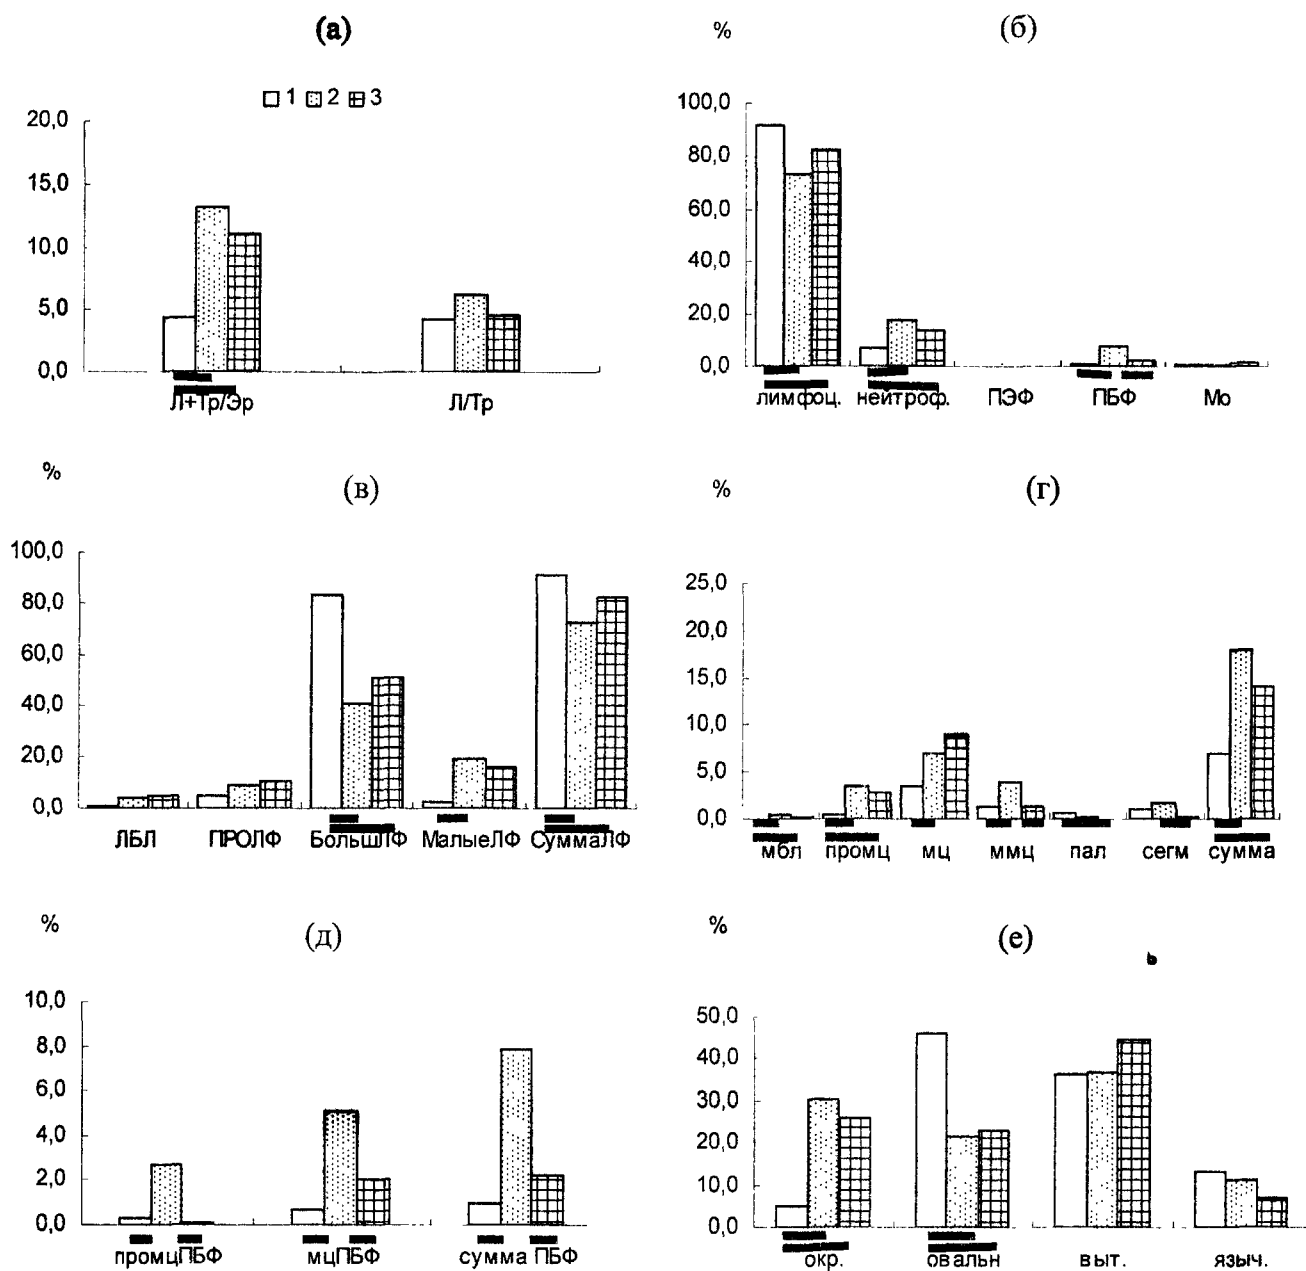 (а)
1 2 3
20,0
15,0
10,0
5,0
0,0
Л+Тр/Эр Л/Тр
% (б)
100,0
80,0
60,0
40,0
20,0
0,0
лимфоц. нейтроф. ПЭФ ПБФ Мо
% (в)
100,0
80,0
60,0
40,0
20,0
0,0
ЛБЛ ПРОЛФ БольшЛФ МалыеЛФ СуммаЛФ
% (г)
25,0
20,0
15,0
10,0
5,0
0,0
мбл промц мц ммц пал сегм сумма
% (д)
10,0
8,0
6,0
4,0
2,0
0,0
промцПБФ мцПБФ сумма ПБФ
% (е)
50,0
40,0
30,0
20,0
10,0
0,0
окр. овальн выт. языч.